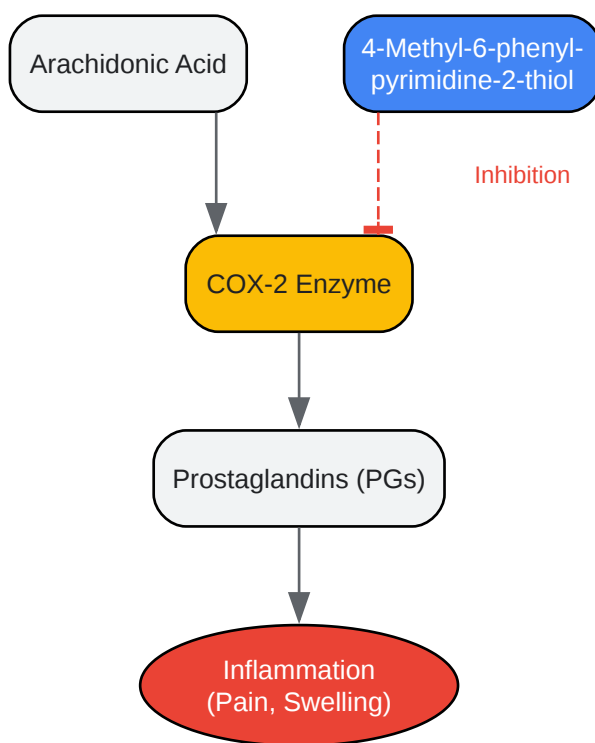 Arachidonic Acid
4-Methyl-6-phenyl-
pyrimidine-2-thiol
Inhibition
COX-2 Enzyme
Prostaglandins (PGs)
Inflammation
(Pain, Swelling)